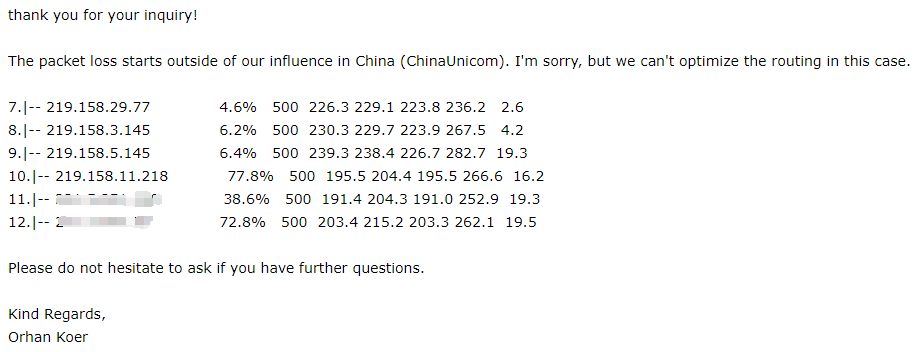 thank you for your inquiry!
The packet loss starts outside of our influence in China (ChinaUnicom). I'm sorry, but we can't optimize the routing in this case.
7.|-- 219.158.29.77 4.6% 500 226.3 229.1 223.8 236.2 2.6
8.|-- 219.158.3.145 6.2% 500 230.3 229.7 223.9 267.5 4.2
9.|-- 219.158.5.145 6.4% 500 239.3 238.4 226.7 282.7 19.3
10.|-- 219.158.11.218 77.8% 500 195.5 204.4 195.5 266.6 16.2
11.|-- 38.6% 500 191.4 204.3 191.0 252.9 19.3
12.|-- 72.8% 500 203.4 215.2 203.3 262.1 19.5
Please do not hesitate to ask if you have further questions.
Kind Regards,
Orhan Koer